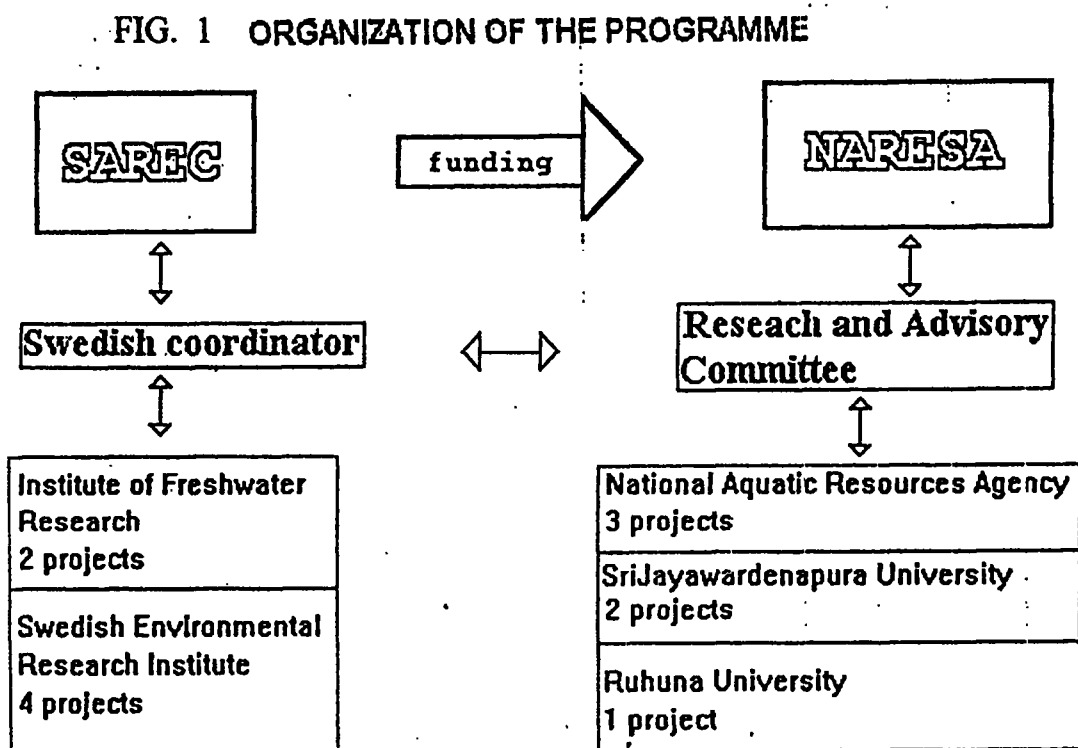 FIG. 1 ORGANIZATION OF THE PROGRAMME
SAREC
funding
NARESA
Swedish coordinator
Reseach and Advisory
Committee
Institute of Freshwater
Research
2 projects
Swedish Environmental
Research Institute
4 projects
National Aquatic Resources Agency
3 projects
SriJayawardenapura University
2 projects
Ruhuna University
1 project